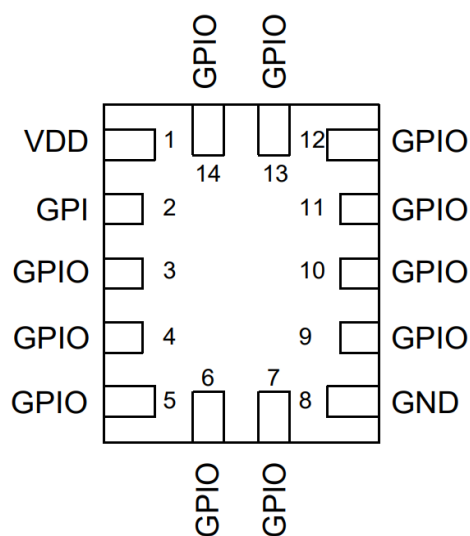 GPIO GPIO
VDD 1 14 13 12 GPIO
GPI 2 11 GPIO
GPIO 3 10 GPIO
GPIO 4 9 GPIO
GPIO 5 6 7 8 GND
GPIO GPIO